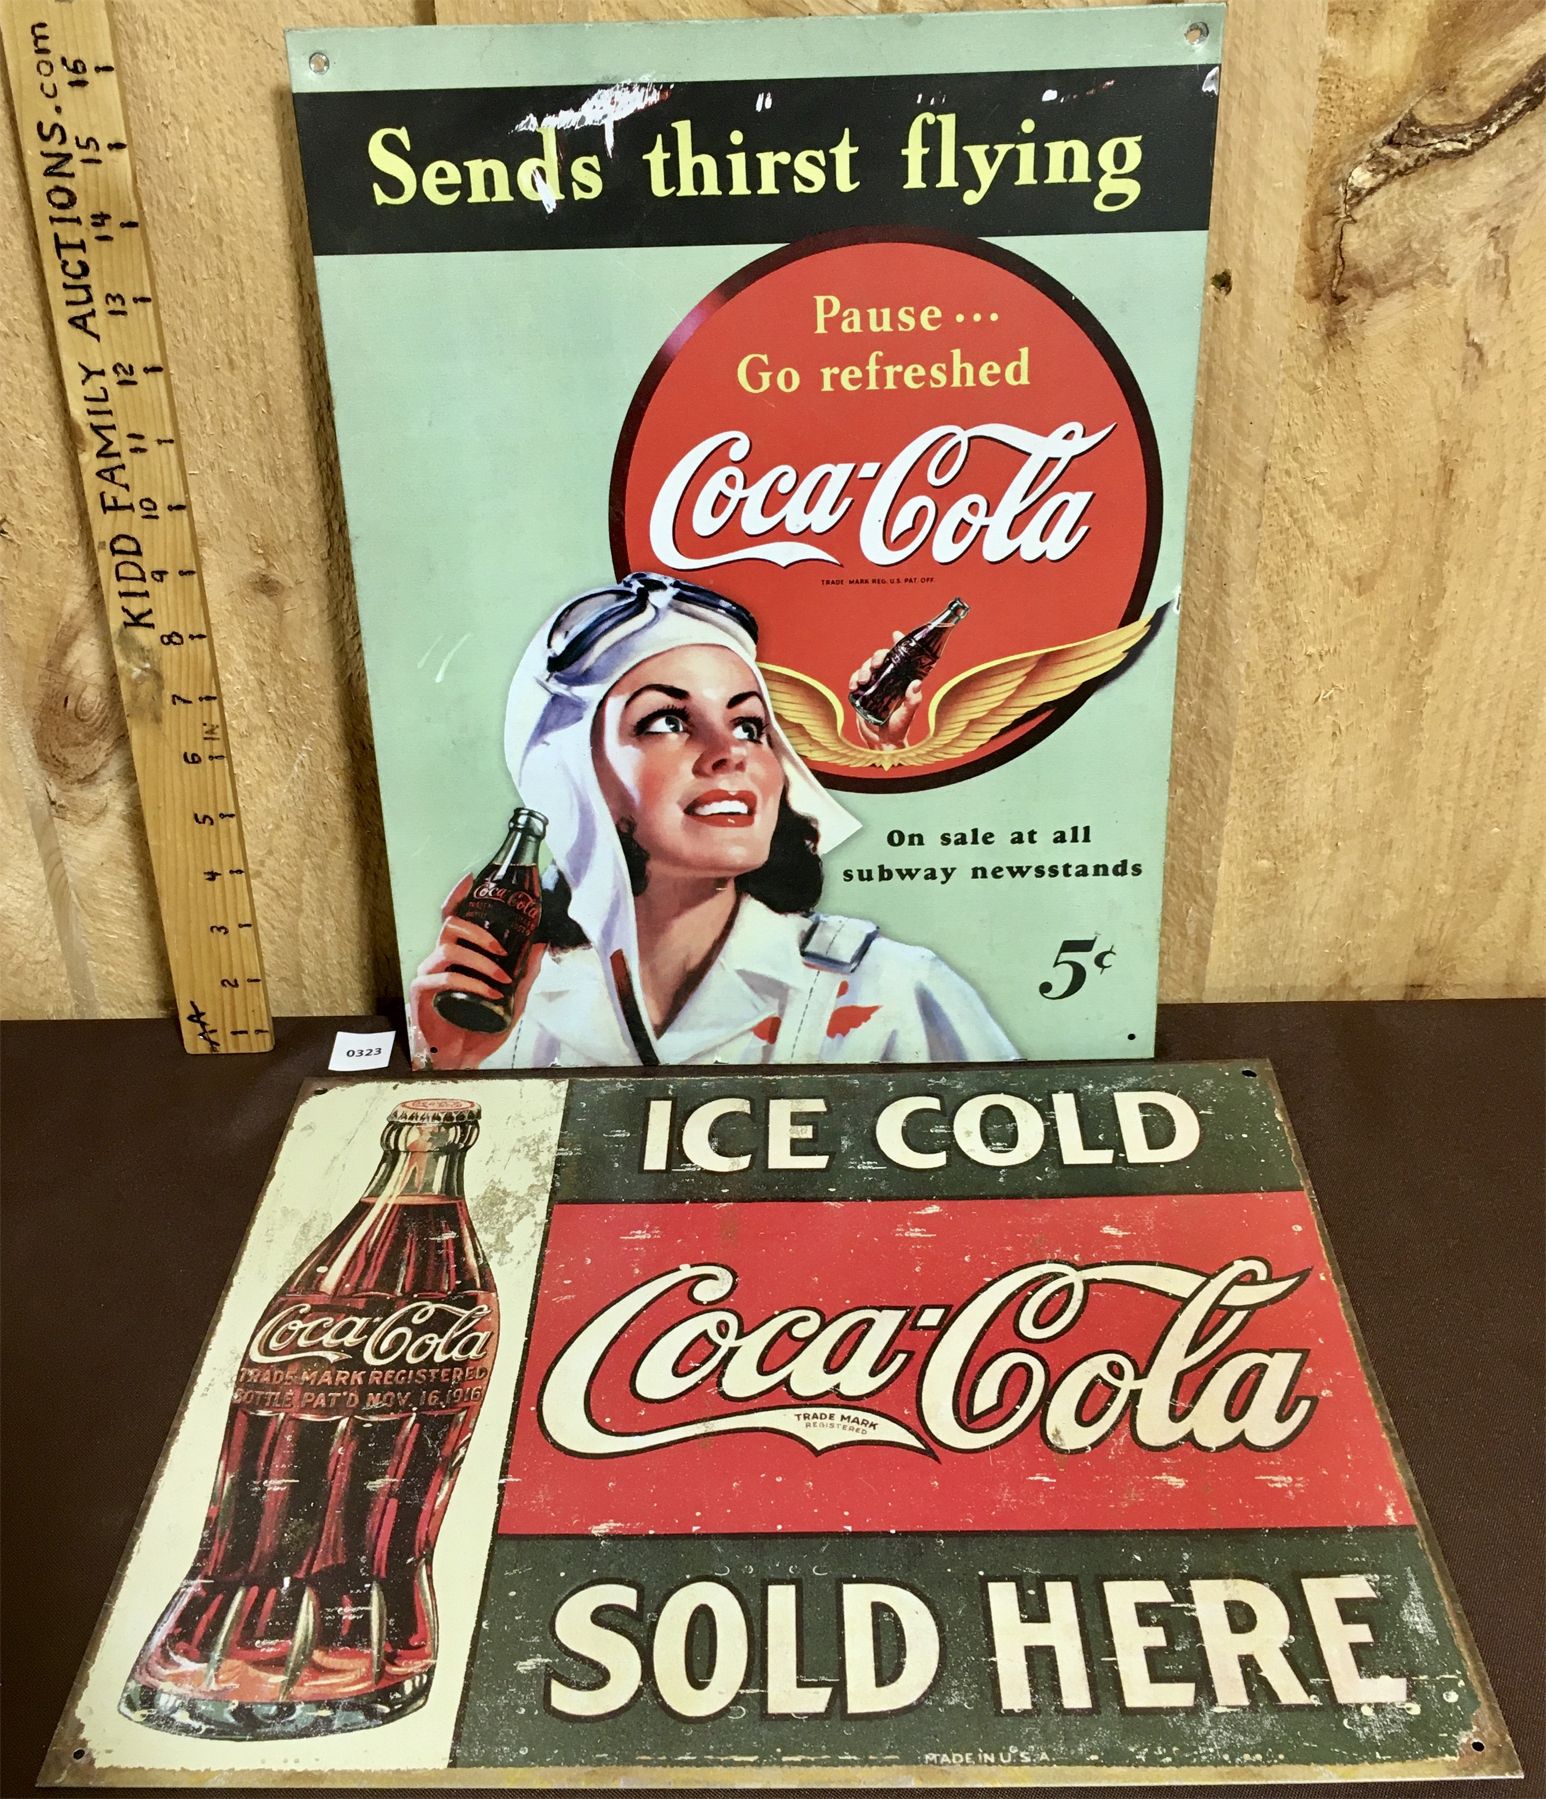 KIDD FAMILY AUCTIONS.com
16
15
14
13
12
11
10
9
8
7
IN
6
5
4
3
2
1
Sends thirst flying
Pause...
Go refreshed
Coca-Cola
TRADE MARK REG. U.S. PAT. OFF.
Coca-Cola
On sale at all
subway newsstands
5¢
0323
ICE COLD
Coca-Cola
TRADE MARK REGISTERED
BOTTLE PAT'D NOV. 16, 1916
Coca-Cola
TRADE MARK
REGISTERED
SOLD HERE
MADE IN U.S.A.